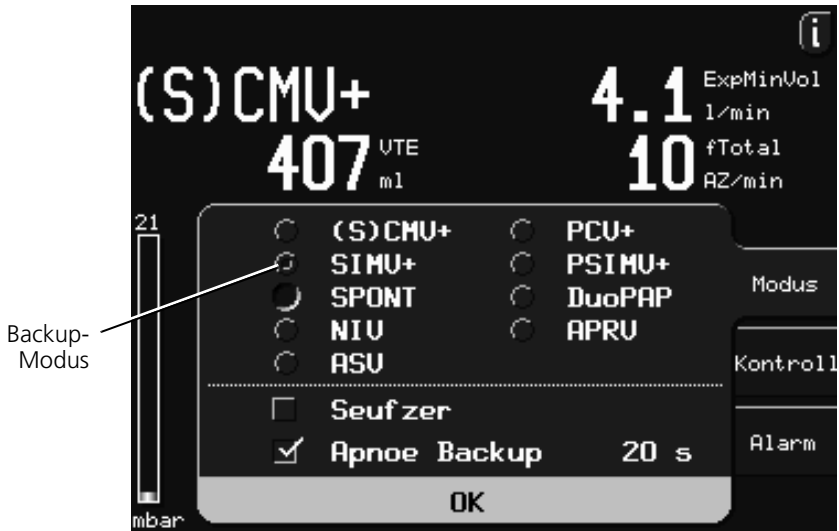 i
(S)CMV+
4.1 ExpMinVol
l/min
407 VTE
ml
10 fTotal
AZ/min
21
(S)CMV+ PCV+
SIMV+ PSIMV+
SPONT DuoPAP
NIV APRV
ASV
Seufzer
Apnoe Backup 20 s
OK
Modus
Kontroll
Alarm
mbar
Backup-
Modus